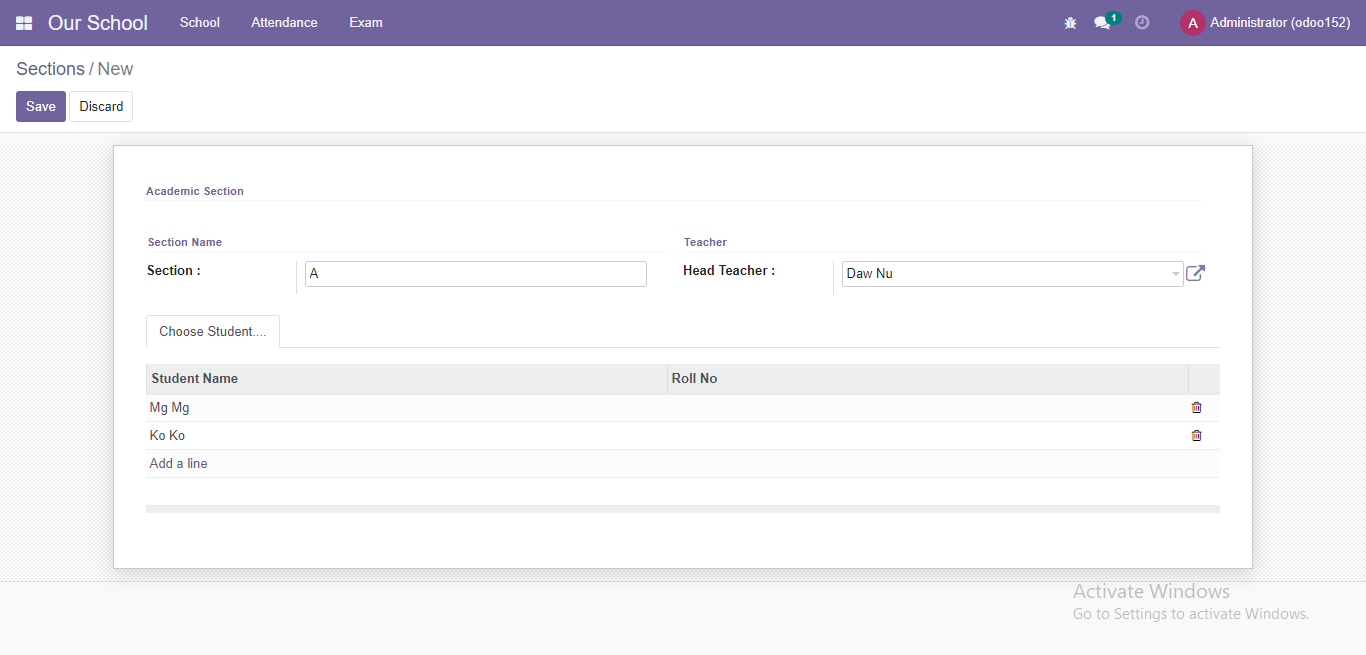 Our School School Attendance Exam 1 A Administrator (odoo152)
Sections / New
Save Discard
Academic Section
Section Name Teacher
Section : A Head Teacher : Daw Nu
Choose Student....
Student Name Roll No
Mg Mg
Ko Ko
Add a line
Activate Windows
Go to Settings to activate Windows.